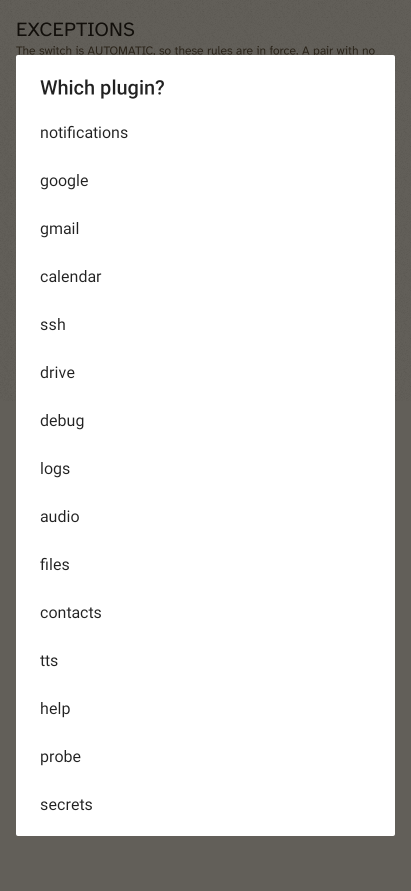 EXCEPTIONS
The switch is AUTOMATIC, so these rules are in force. A pair with no
Which plugin?
notifications
google
gmail
calendar
ssh
drive
debug
logs
audio
files
contacts
tts
help
probe
secrets